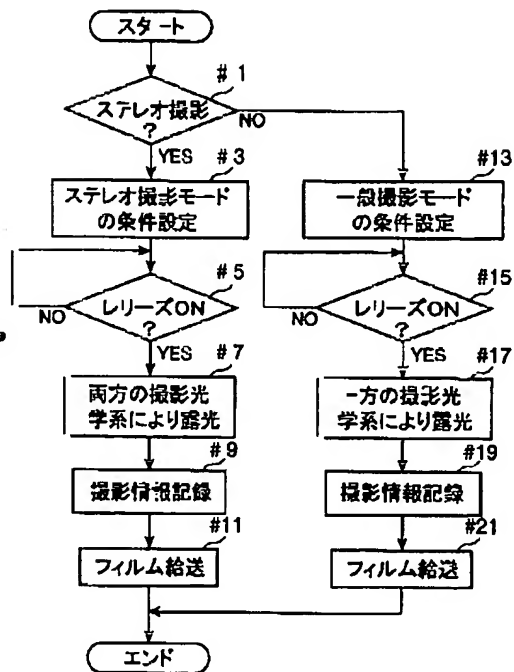 スタート
#1
ステレオ撮影
?
NO
YES
#3
ステレオ撮影モード
の条件設定
#5
レリーズON
?
NO
YES
#7
両方の撮影光
学系により露光
#9
撮影情報記録
#11
フィルム給送
#13
一般撮影モード
の条件設定
#15
レリーズON
?
NO
YES
#17
一方の撮影光
学系により露光
#19
撮影情報記録
#21
フィルム給送
エンド